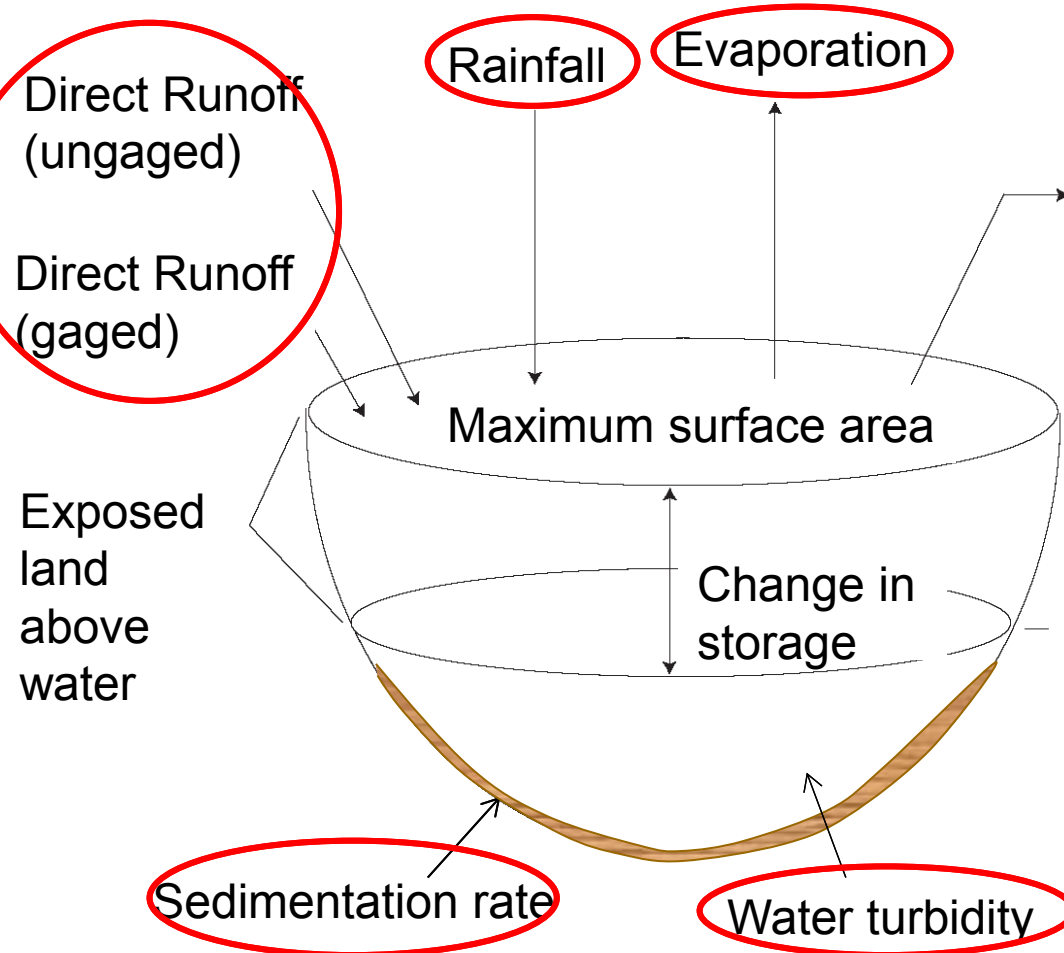 Direct Runoff
(ungaged)
Rainfall
Evaporation
Direct Runoff
(gaged)
Maximum surface area
Exposed
land
above
water
Change in
storage
Sedimentation rate
Water turbidity